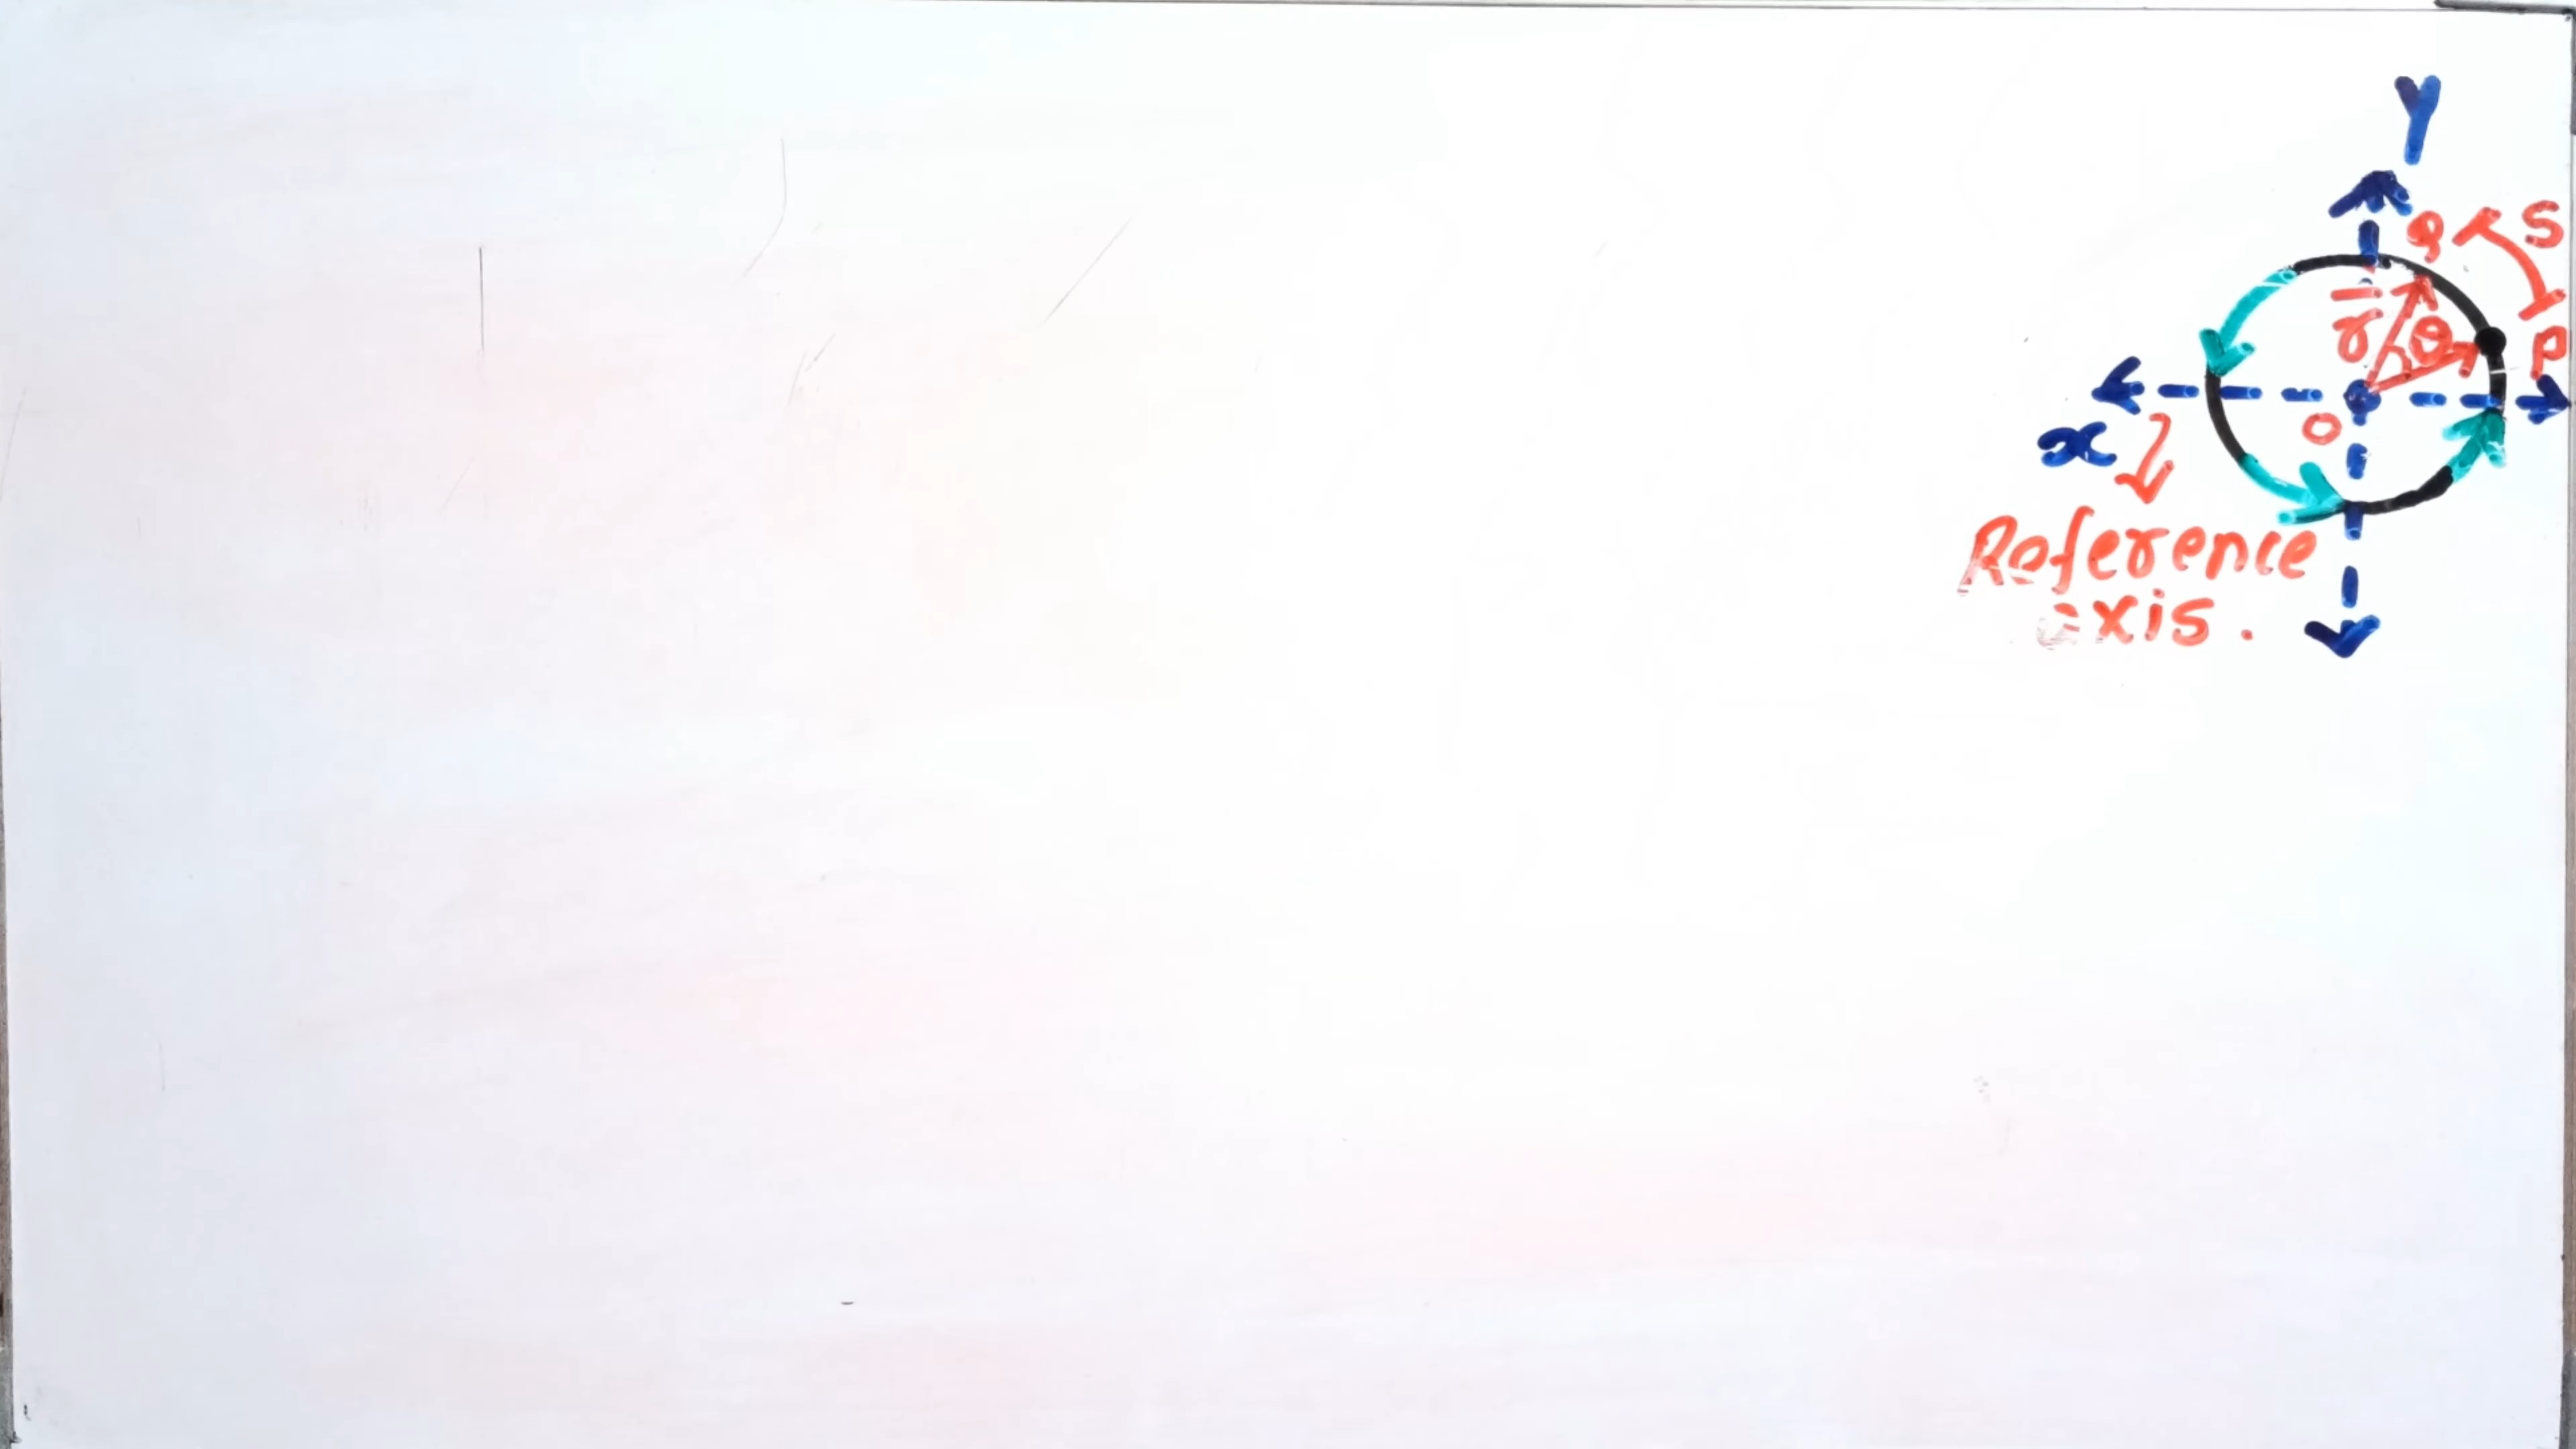 Y
Q S
r̄ θ P
O
x
Reference
axis.